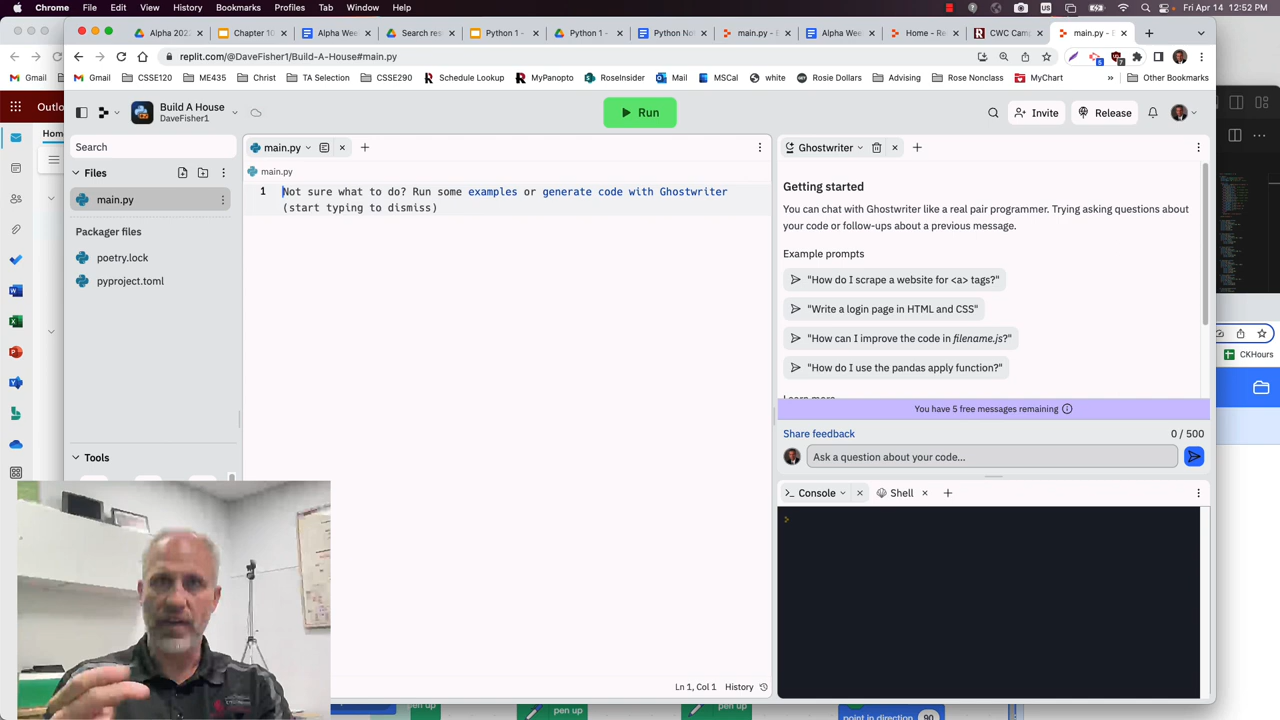 Chrome File Edit View History Bookmarks Profiles Tab Window Help
Fri Apr 14 12:52 PM
Alpha 202 Chapter 10 Alpha Wee Search res Python 1 - Python 1 - Python No main.py - E Alpha Wee Home - Re CWC Camp main.py - E
replit.com/@DaveFisher1/Build-A-House#main.py
Gmail Gmail CSSE120 ME435 Christ TA Selection CSSE290 Schedule Lookup MyPanopto RoseInsider Mail MSCal white Rosie Dollars Advising Rose Nonclass MyChart » Other Bookmarks
Outlo
Build A House
DaveFisher1
Run
Invite
Release
Hom
Search
main.py
Ghostwriter
Files
main.py
main.py
1 Not sure what to do? Run some examples or generate code with Ghostwriter
(start typing to dismiss)
Packager files
poetry.lock
pyproject.toml
Getting started
You can chat with Ghostwriter like a real pair programmer. Trying asking questions about
your code or follow-ups about a previous message.
Example prompts
"How do I scrape a website for <a> tags?"
"Write a login page in HTML and CSS"
"How can I improve the code in filename.js?"
"How do I use the pandas apply function?"
Learn more
CKHours
You have 5 free messages remaining
Share feedback
0 / 500
Ask a question about your code...
Tools
Console
Shell
Ln 1, Col 1 History
pen up
pen up
pen up
point in direction 90